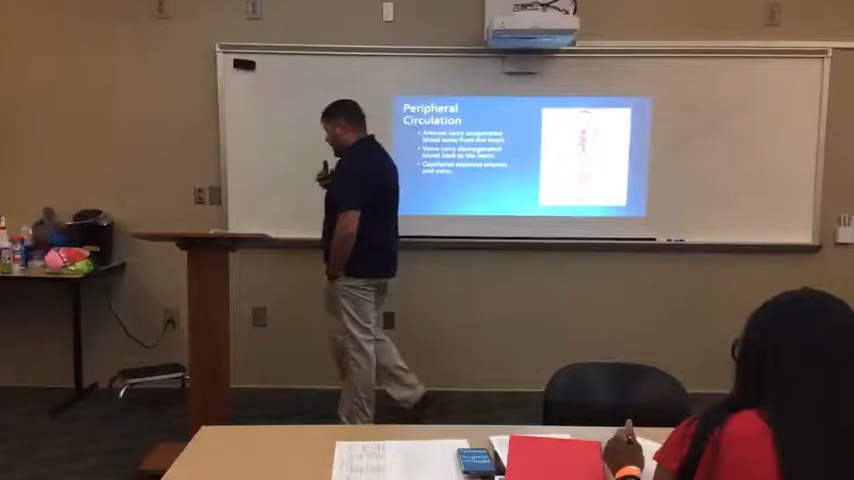 Peripheral
Circulation
• Arteries carry oxygenated
blood away from the heart.
• Veins carry deoxygenated
blood back to the heart.
• Capillaries separate arteries
and veins.